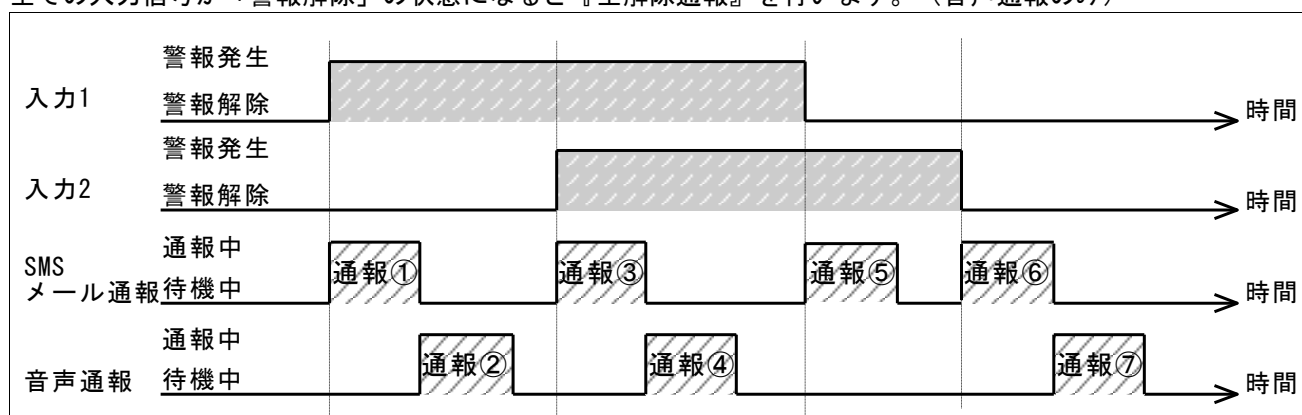 全ての入力信号が「警報解除」の状態になると『全解除通報』を行います。（音声通報のみ）
警報発生
入力1
警報解除
時間
警報発生
入力2
警報解除
時間
通報中
SMS
メール通報
待機中
通報①
通報③
通報⑤
通報⑥
時間
通報中
音声通報
待機中
通報②
通報④
通報⑦
時間